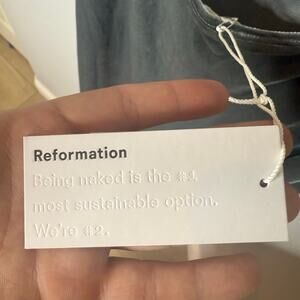 Reformation
Being naked is the #1
most sustainable option.
We're #2.